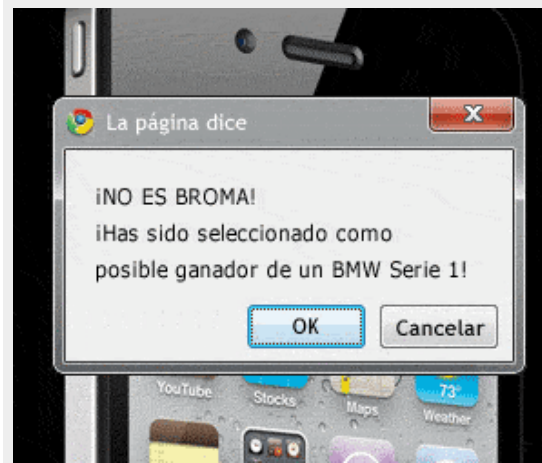 La página dice
X
¡NO ES BROMA!
¡Has sido seleccionado como
posible ganador de un BMW Serie 1!
OK
Cancelar
YouTube
Stocks
Maps
73°
Weather